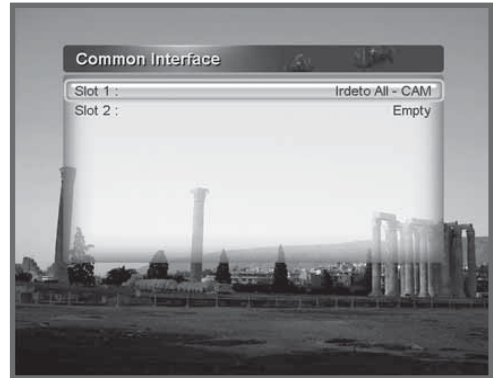 Common Interface
Slot 1 : Irdeto All - CAM
Slot 2 : Empty